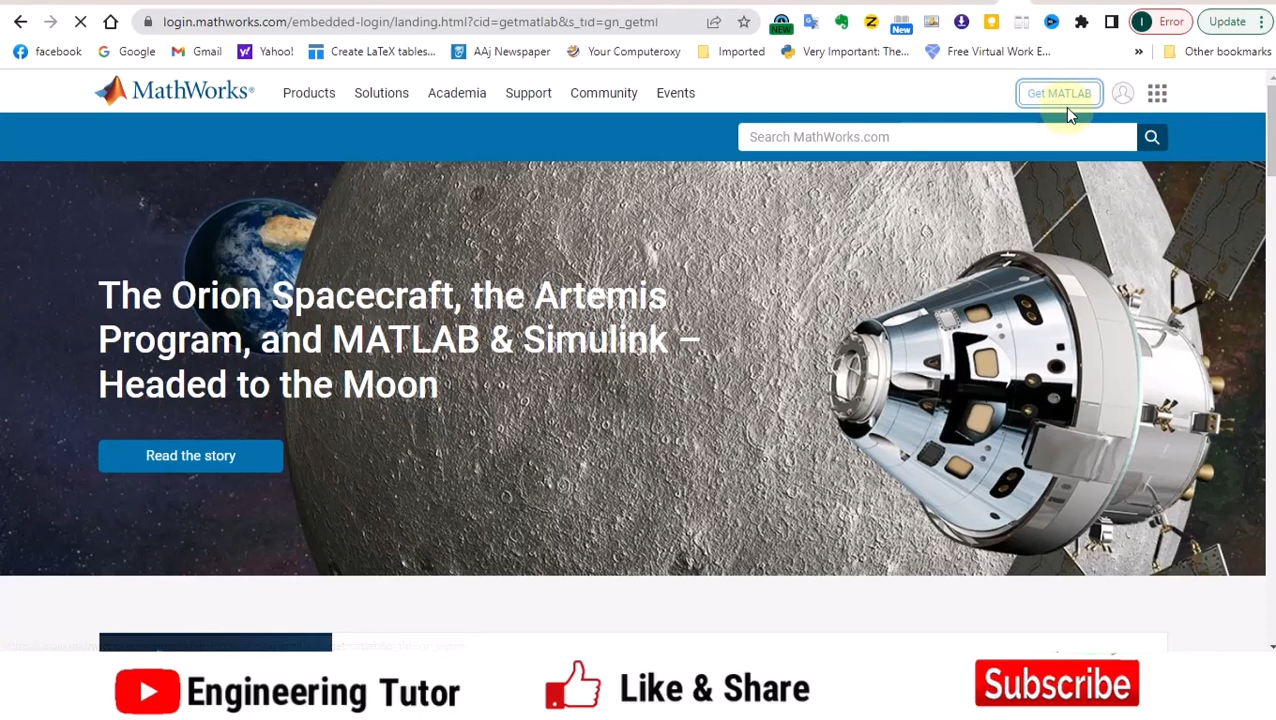 login.mathworks.com/embedded-login/landing.html?cid=getmatlab&s_tid=gn_getml
NEW
New
I
Error
Update
facebook
Google
Gmail
Yahoo!
Create LaTeX tables...
AAj Newspaper
Your Computeroxy
Imported
Very Important: The...
Free Virtual Work E...
»
Other bookmarks
MathWorks®
Products
Solutions
Academia
Support
Community
Events
Get MATLAB
Search MathWorks.com
The Orion Spacecraft, the Artemis
Program, and MATLAB & Simulink –
Headed to the Moon
Read the story
Engineering Tutor
Like & Share
Subscribe